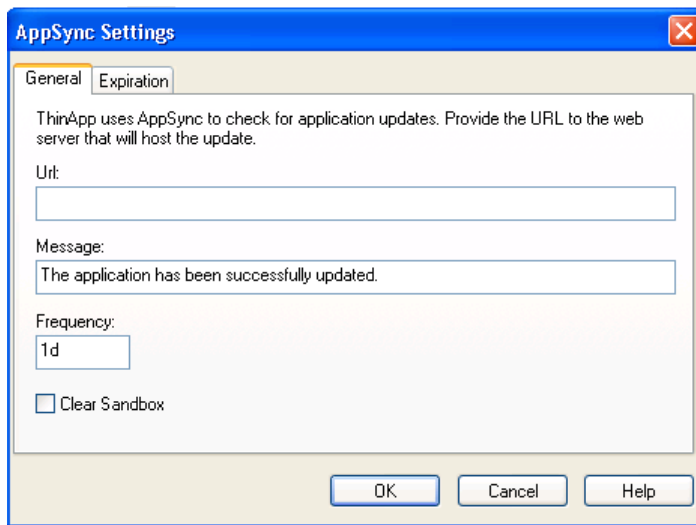 AppSync Settings
General Expiration
ThinApp uses AppSync to check for application updates. Provide the URL to the web
server that will host the update.
Url:
Message:
The application has been successfully updated.
Frequency:
1d
Clear Sandbox
OK Cancel Help